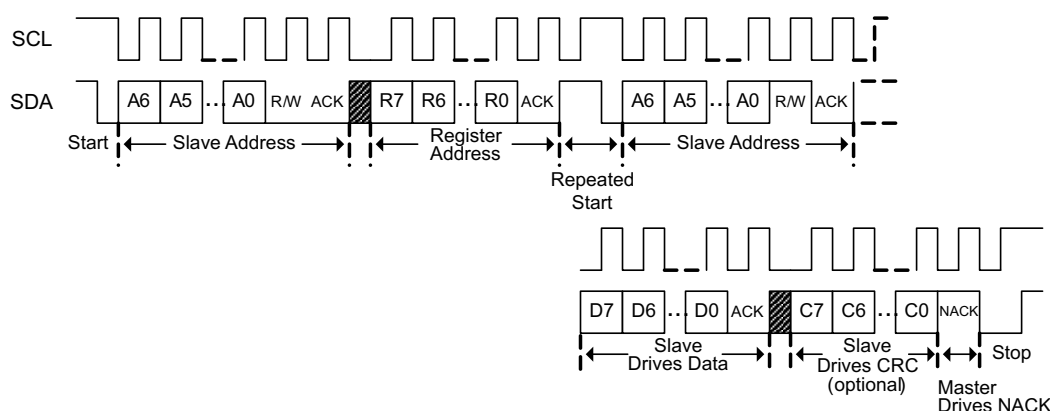 SCL
SDA
A6 A5 ... A0 R/W ACK R7 R6 ... R0 ACK A6 A5 ... A0 R/W ACK
Start Slave Address Register Address Slave Address
Repeated Start
D7 D6 ... D0 ACK C7 C6 ... C0 NACK
Slave Drives Data Slave Drives CRC (optional) Stop
Master Drives NACK